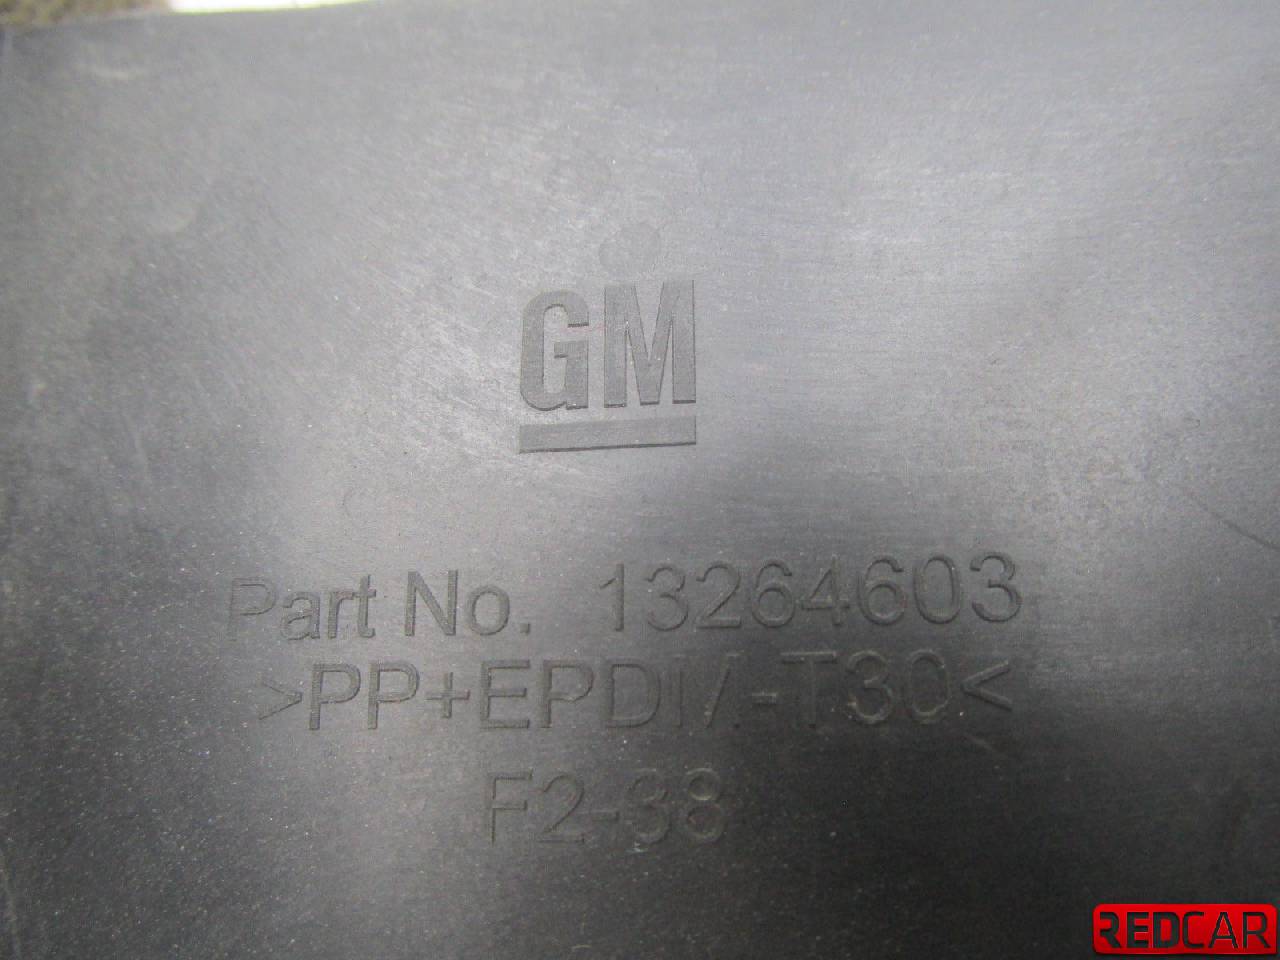 GM
Part No. 13264603
>PP+EPDM-T30<
F2-38
REDCAR